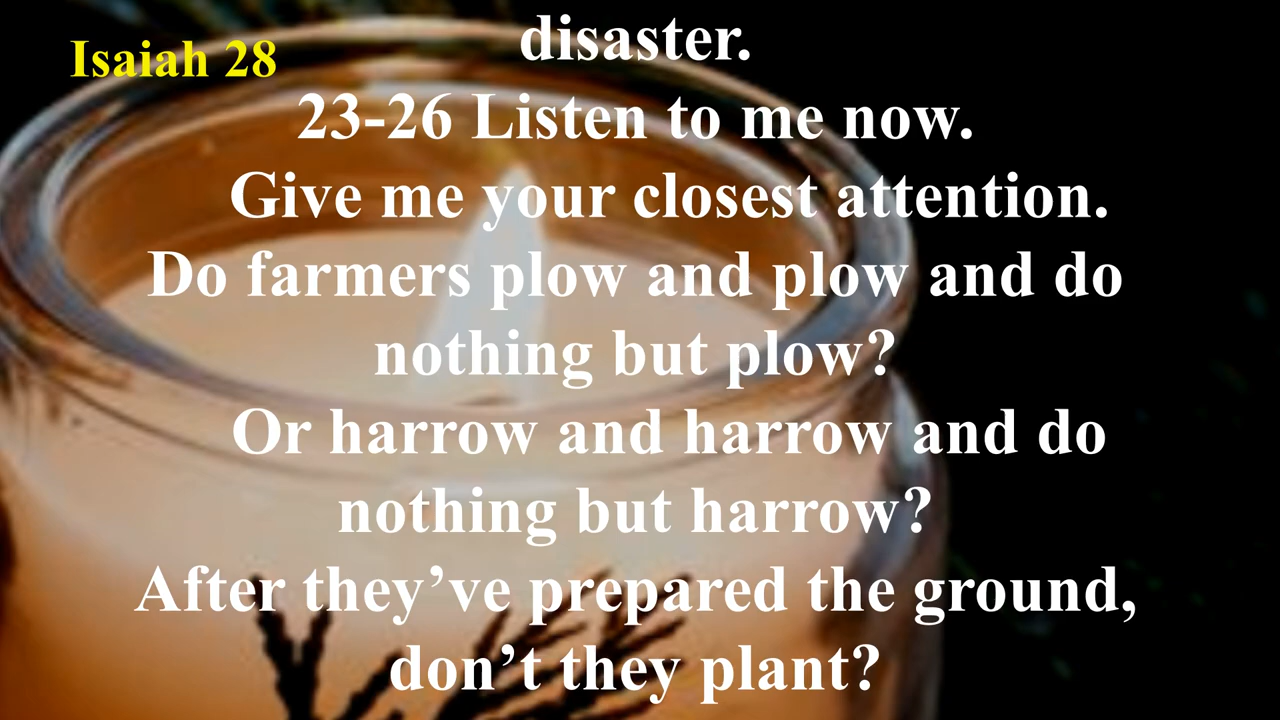 Isaiah 28
disaster.
23-26 Listen to me now.
Give me your closest attention.
Do farmers plow and plow and do
nothing but plow?
Or harrow and harrow and do
nothing but harrow?
After they’ve prepared the ground,
don’t they plant?